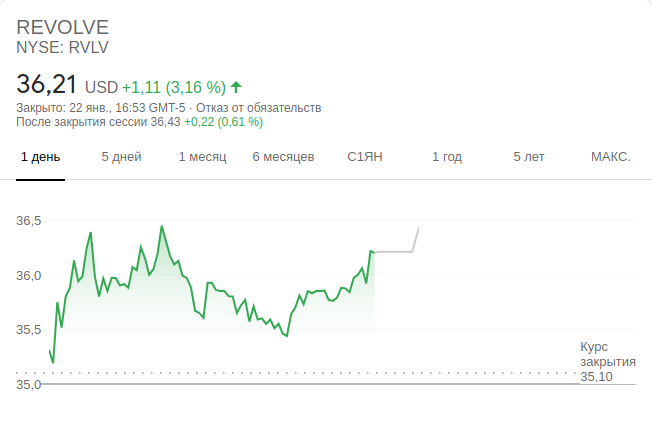 REVOLVE
NYSE: RVLV
36,21 USD +1,11 (3,16 %)
Закрыто: 22 янв., 16:53 GMT-5 · Отказ от обязательств
После закрытия сессии 36,43 +0,22 (0,61 %)
1 день 5 дней 1 месяц 6 месяцев С1ЯН 1 год 5 лет МАКС.
36,5
36,0
35,5
Курс
закрытия
35,10
35,0